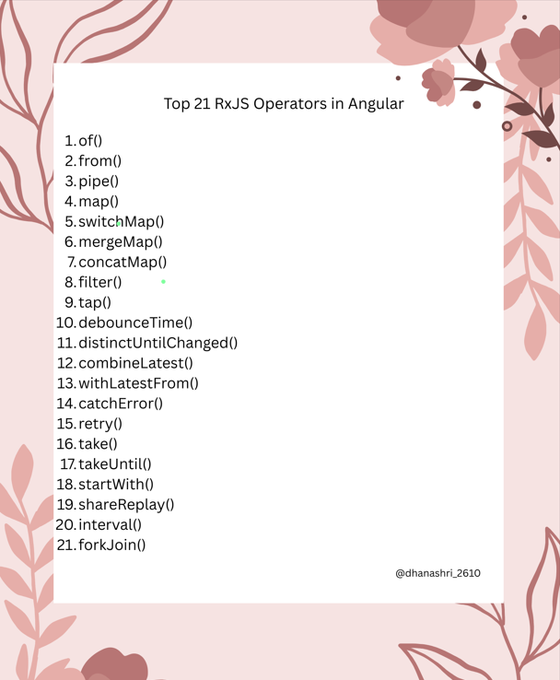 Top 21 RxJS Operators in Angular
1. of()
2. from()
3. pipe()
4. map()
5. switchMap()
6. mergeMap()
7. concatMap()
8. filter()
9. tap()
10. debounceTime()
11. distinctUntilChanged()
12. combineLatest()
13. withLatestFrom()
14. catchError()
15. retry()
16. take()
17. takeUntil()
18. startWith()
19. shareReplay()
20. interval()
21. forkJoin()
@dhanashri_2610